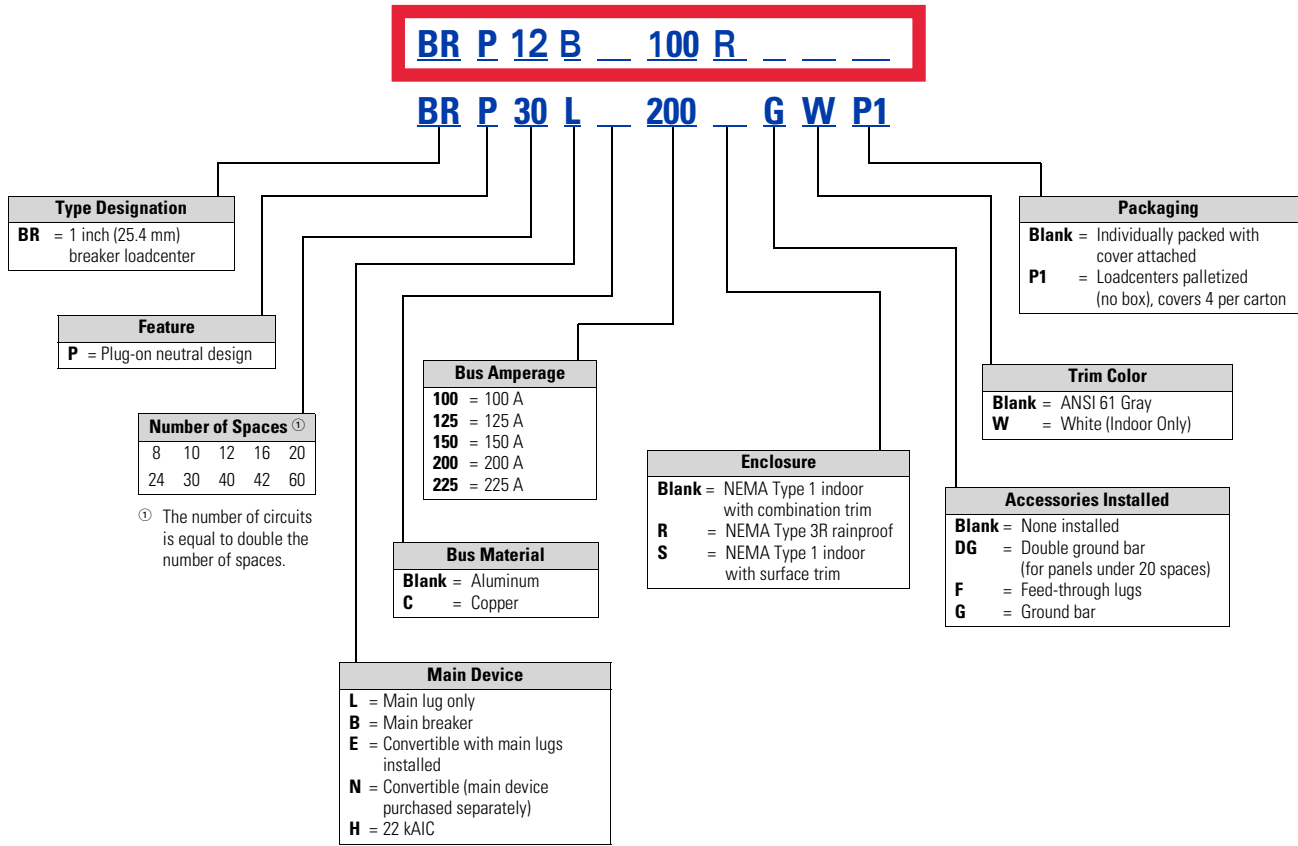 BR P 12 B __ 100 R __ __ __
BR P 30 L __ 200 __ G W P1
Type Designation
BR = 1 inch (25.4 mm)
breaker loadcenter
Feature
P = Plug-on neutral design
Number of Spaces ①
8 10 12 16 20
24 30 40 42 60
① The number of circuits
is equal to double the
number of spaces.
Main Device
L = Main lug only
B = Main breaker
E = Convertible with main lugs
installed
N = Convertible (main device
purchased separately)
H = 22 kAIC
Bus Material
Blank = Aluminum
C = Copper
Bus Amperage
100 = 100 A
125 = 125 A
150 = 150 A
200 = 200 A
225 = 225 A
Enclosure
Blank = NEMA Type 1 indoor
with combination trim
R = NEMA Type 3R rainproof
S = NEMA Type 1 indoor
with surface trim
Accessories Installed
Blank = None installed
DG = Double ground bar
(for panels under 20 spaces)
F = Feed-through lugs
G = Ground bar
Trim Color
Blank = ANSI 61 Gray
W = White (Indoor Only)
Packaging
Blank = Individually packed with
cover attached
P1 = Loadcenters palletized
(no box), covers 4 per carton